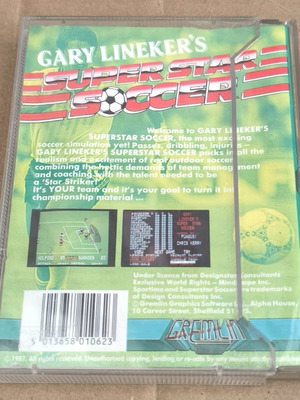 GARY LINEKER'S
SUPER STAR
SOCCER
Welcome to GARY LINEKER'S
SUPERSTAR SOCCER, the most exciting
soccer simulation yet! Passes, dribbling, injuries –
GARY LINEKER'S SUPERSTAR SOCCER packs in all the
realism and excitement of real outdoor soccer
combining the hectic demands of team management
and coaching with the talent needed to be
a 'Star Striker'!
It's YOUR team and it's your goal to turn it into
championship material ...
Under license from Designstar Consultants
Exclusive World Rights – Mindscape Inc.
Sportime and Superstar Soccer
of Design Consultants Inc.
© Gremlin Graphics Software Ltd., Alpha House,
10 Carver Street, Sheffield S1
GREMLIN
5 013658 010623
© 1987. All rights reserved. Unauthorised copying, lending or re-sale by any means strictly